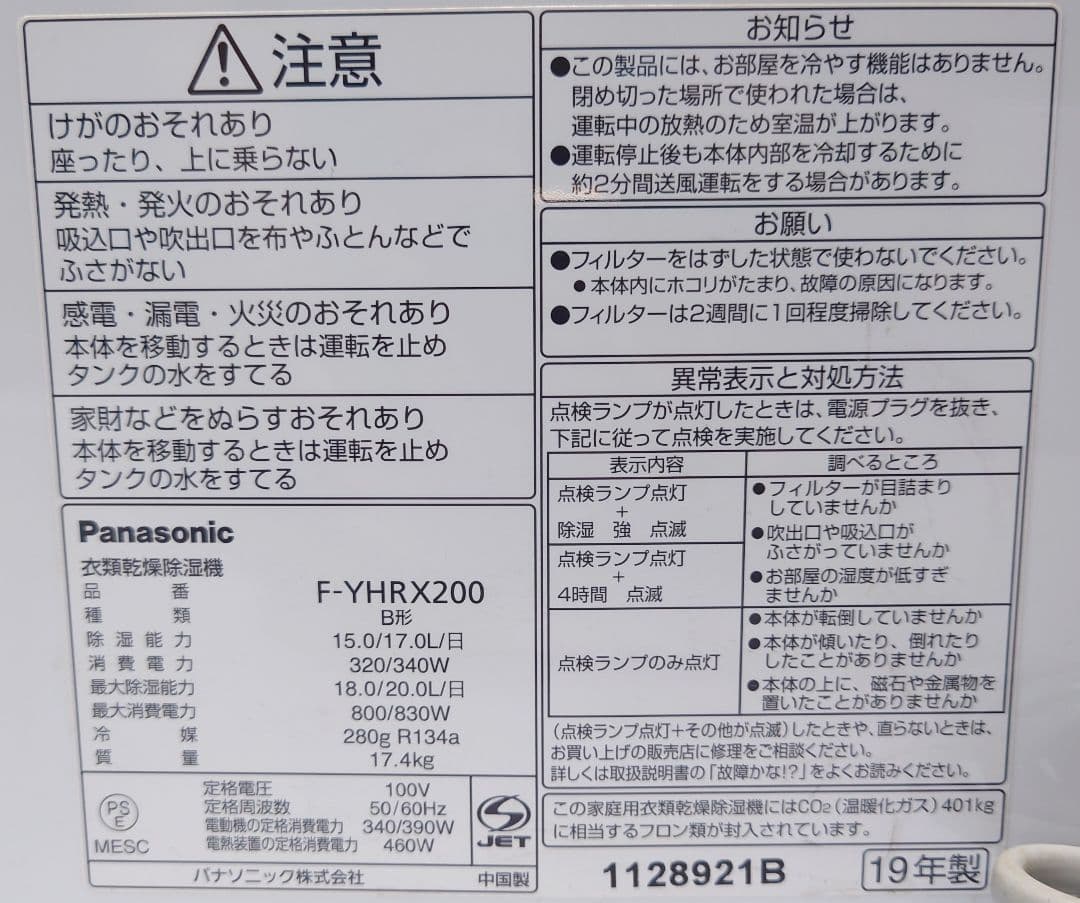 注意
けがのおそれあり
座ったり、上に乗らない
発熱・発火のおそれあり
吸込口や吹出口を布やふとんなどで
ふさがない
感電・漏電・火災のおそれあり
本体を移動するときは運転を止め
タンクの水をすてる
家財などをぬらすおそれあり
本体を移動するときは運転を止め
タンクの水をすてる
Panasonic
衣類乾燥除湿機
品番 F-YHRX200
種類 B形
除湿能力 15.0/17.0L/日
消費電力 320/340W
最大除湿能力 18.0/20.0L/日
最大消費電力 800/830W
冷媒 280g R134a
質量 17.4kg
PS
E
MESC
定格電圧 100V
定格周波数 50/60Hz
電動機の定格消費電力 340/390W
電熱装置の定格消費電力 460W
JET
パナソニック株式会社 中国製
お知らせ
●この製品には、お部屋を冷やす機能はありません。
閉め切った場所で使われた場合は、
運転中の放熱のため室温が上がります。
●運転停止後も本体内部を冷却するために
約2分間送風運転をする場合があります。
お願い
●フィルターをはずした状態で使わないでください。
●本体内にホコリがたまり、故障の原因になります。
●フィルターは2週間に1回程度掃除してください。
異常表示と対処方法
点検ランプが点灯したときは、電源プラグを抜き、
下記に従って点検を実施してください。
表示内容 調べるところ
点検ランプ点灯
+
除湿 強 点滅
点検ランプ点灯
+
4時間 点滅
●フィルターが目詰まり
していませんか
●吹出口や吸込口が
ふさがっていませんか
●お部屋の湿度が低すぎ
ませんか
点検ランプのみ点灯
●本体が転倒していませんか
●本体が傾いたり、倒れたり
したことがありませんか
●本体の上に、磁石や金属物を
置いたことがありませんか
(点検ランプ点灯+その他が点滅)したときや、直らないときは、
お買い上げの販売店に修理をご相談ください。
詳しくは取扱説明書の「故障かな!?」をよくお読みください。
この家庭用衣類乾燥除湿機にはCO2(温暖化ガス)401kg
に相当するフロン類が封入されています。
1128921B
19年製